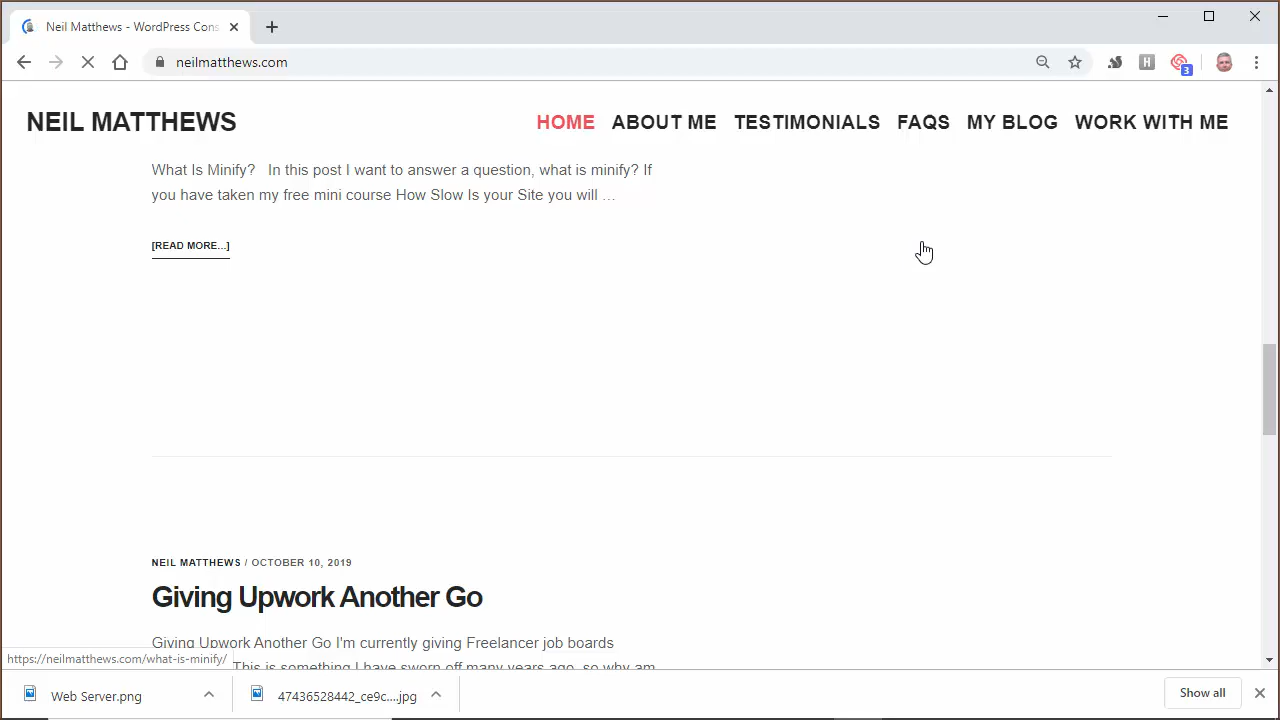 Neil Matthews - WordPress Cons
neilmatthews.com
H
3
NEIL MATTHEWS
HOME ABOUT ME TESTIMONIALS FAQS MY BLOG WORK WITH ME
What Is Minify? In this post I want to answer a question, what is minify? If
you have taken my free mini course How Slow Is your Site you will …
[READ MORE...]
NEIL MATTHEWS / OCTOBER 10, 2019
Giving Upwork Another Go
Giving Upwork Another Go I'm currently giving Freelancer job boards
This is something I have sworn off many years ago, so why am
https://neilmatthews.com/what-is-minify/
Web Server.png
47436528442_ce9c....jpg
Show all